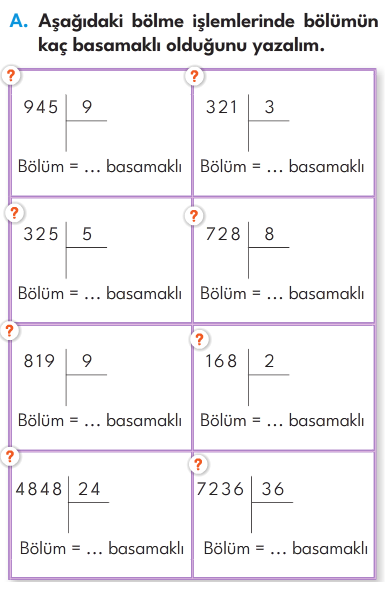 A. Aşağıdaki bölme işlemlerinde bölümün
kaç basamaklı olduğunu yazalım.
? ?
945 9 321 3
Bölüm = ... basamaklı Bölüm = ... basamaklı
? ?
325 5 728 8
Bölüm = ... basamaklı Bölüm = ... basamaklı
? ?
819 9 168 2
Bölüm = ... basamaklı Bölüm = ... basamaklı
? ?
4848 24 7236 36
Bölüm = ... basamaklı Bölüm = ... basamaklı